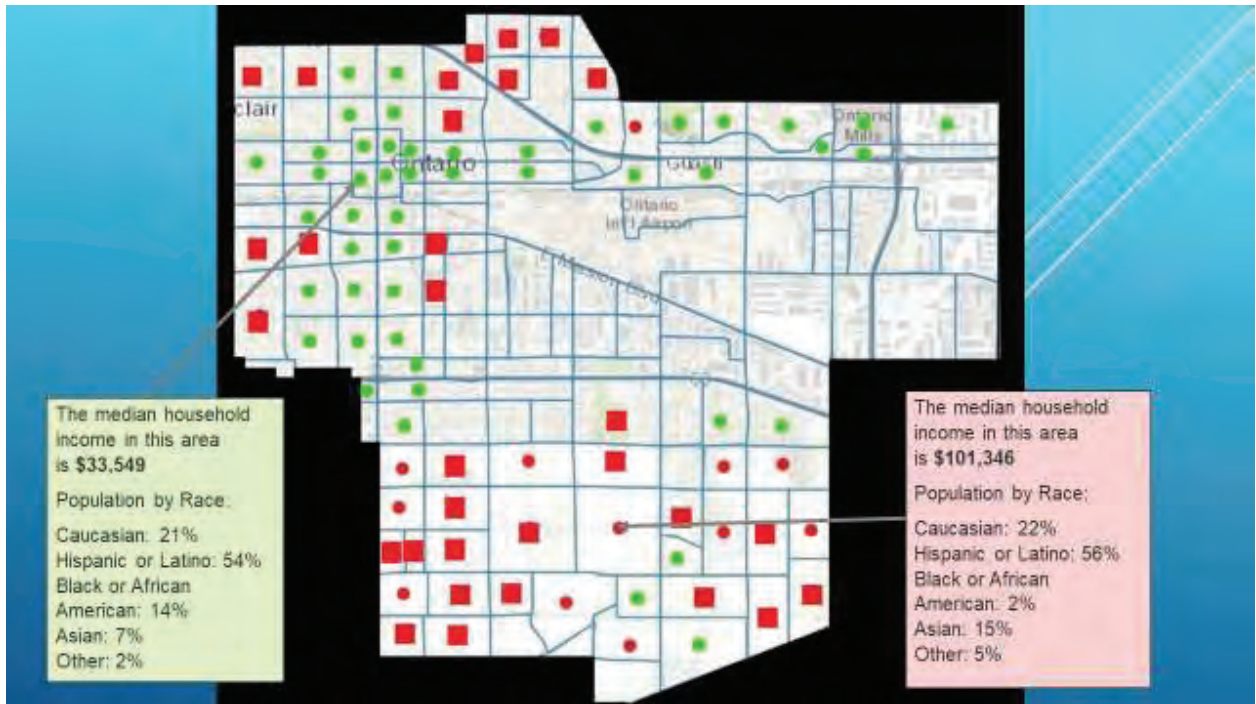 clair
Ontario
Ontario
Mills
Guasti
Ontario
Int'l Airport
E Mission Blvd
The median household
income in this area
is $33,549
Population by Race:
Caucasian: 21%
Hispanic or Latino: 54%
Black or African
American: 14%
Asian: 7%
Other: 2%
The median household
income in this area
is $101,346
Population by Race:
Caucasian: 22%
Hispanic or Latino: 56%
Black or African
American: 2%
Asian: 15%
Other: 5%